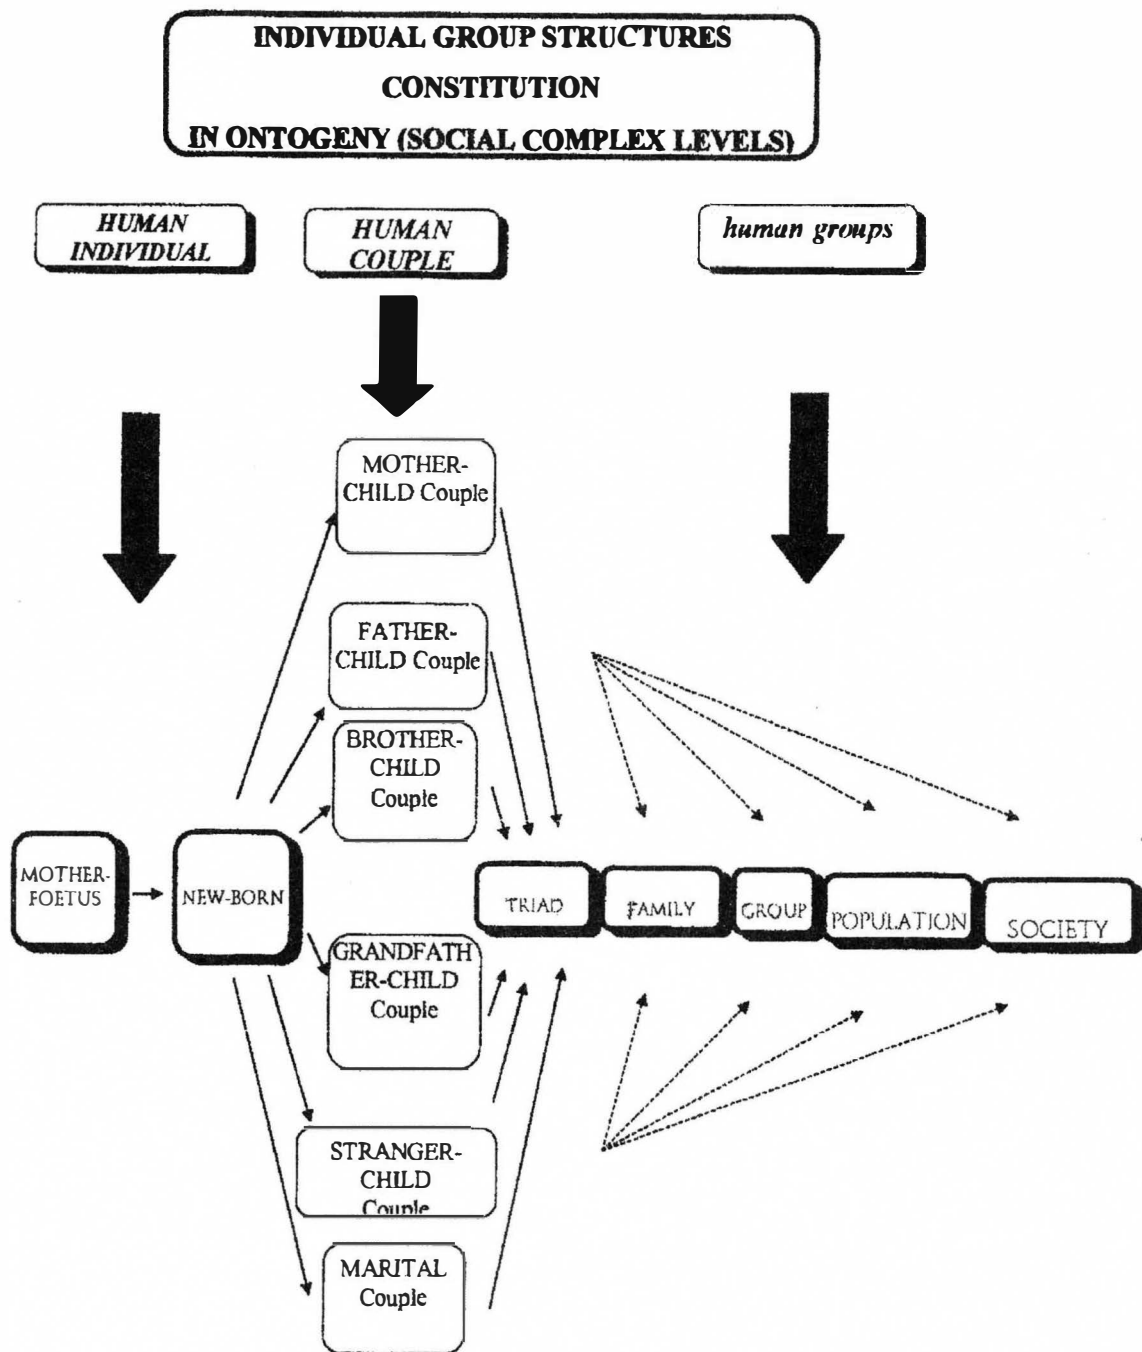 INDIVIDUAL GROUP STRUCTURES
CONSTITUTION
IN ONTOGENY (SOCIAL COMPLEX LEVELS)
HUMAN
INDIVIDUAL
HUMAN
COUPLE
human groups
MOTHER-
CHILD Couple
FATHER-
CHILD Couple
BROTHER-
CHILD
Couple
MOTHER-
FOETUS
NEW-BORN
TRIAD
FAMILY
GROUP
POPULATION
SOCIETY
GRANDFATH
ER-CHILD
Couple
STRANGER-
CHILD
Couple
MARITAL
Couple